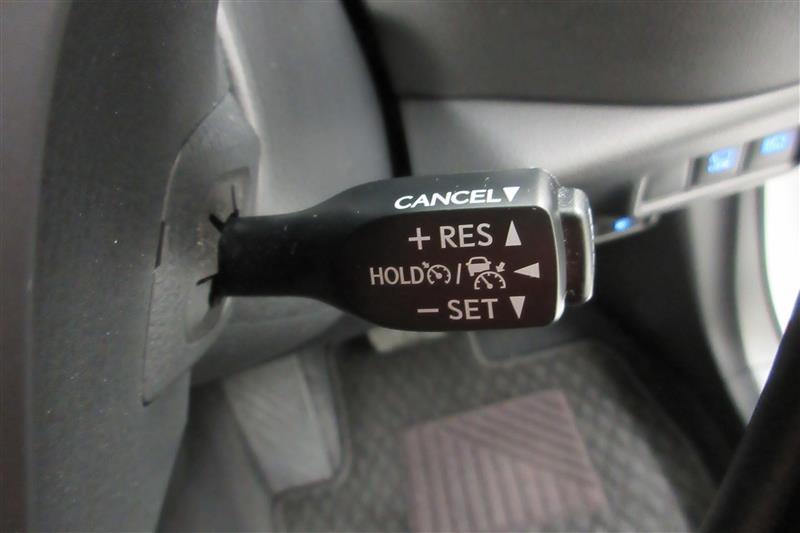 CANCEL▼
+ RES ▲
HOLD / ◀
− SET ▼